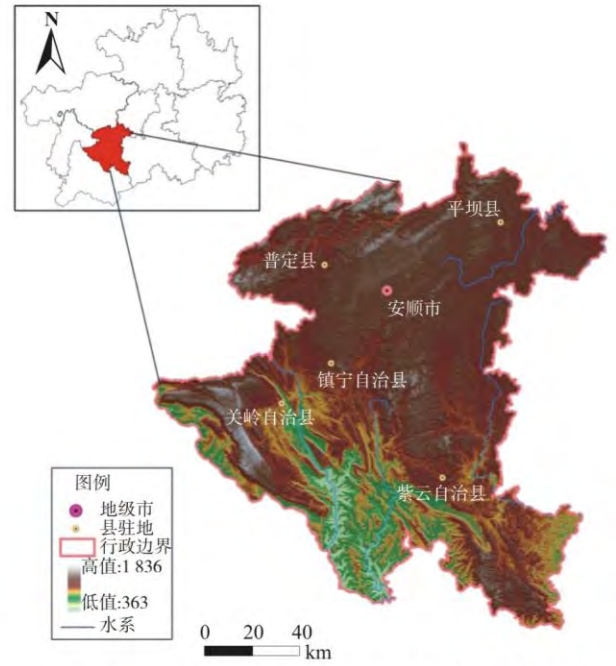 N
平坝县
普定县
安顺市
镇宁自治县
关岭自治县
紫云自治县
图例
地级市
县驻地
行政边界
高值:1 836
低值:363
水系
0 20 40
km